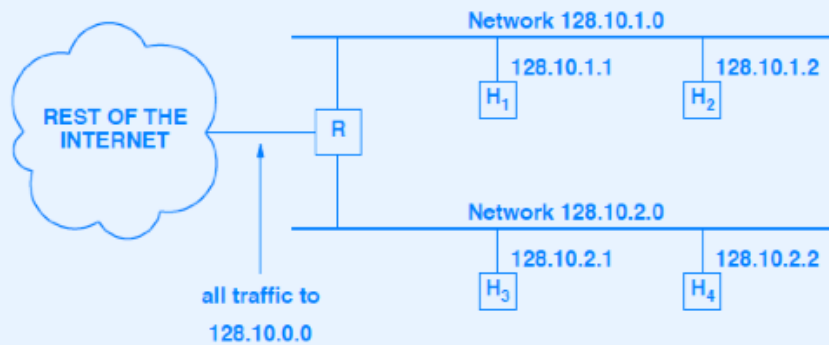 Network 128.10.1.0
128.10.1.1
128.10.1.2
H1
H2
REST OF THE
INTERNET
R
Network 128.10.2.0
128.10.2.1
128.10.2.2
H3
H4
all traffic to
128.10.0.0